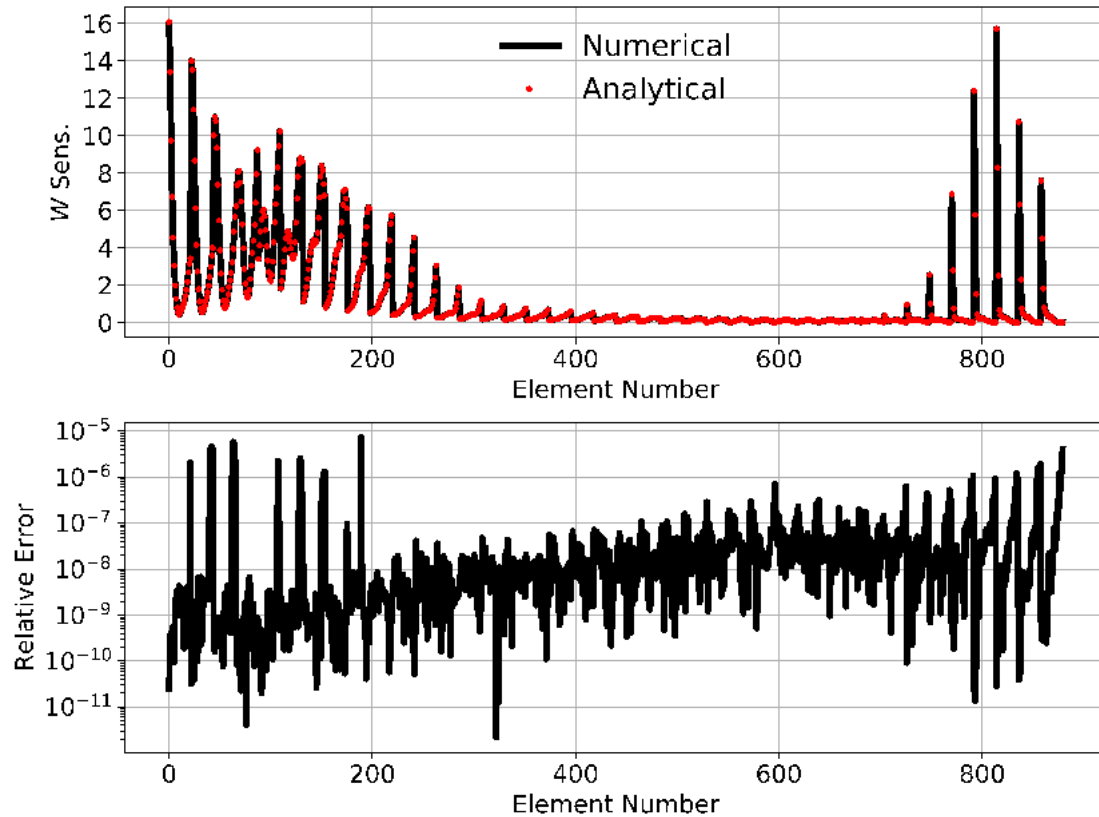 16
14
12
10
8
6
4
2
0
W Sens.
Numerical
Analytical
0 200 400 600 800
Element Number
10⁻⁵
10⁻⁶
10⁻⁷
10⁻⁸
10⁻⁹
10⁻¹⁰
10⁻¹¹
Relative Error
0 200 400 600 800
Element Number